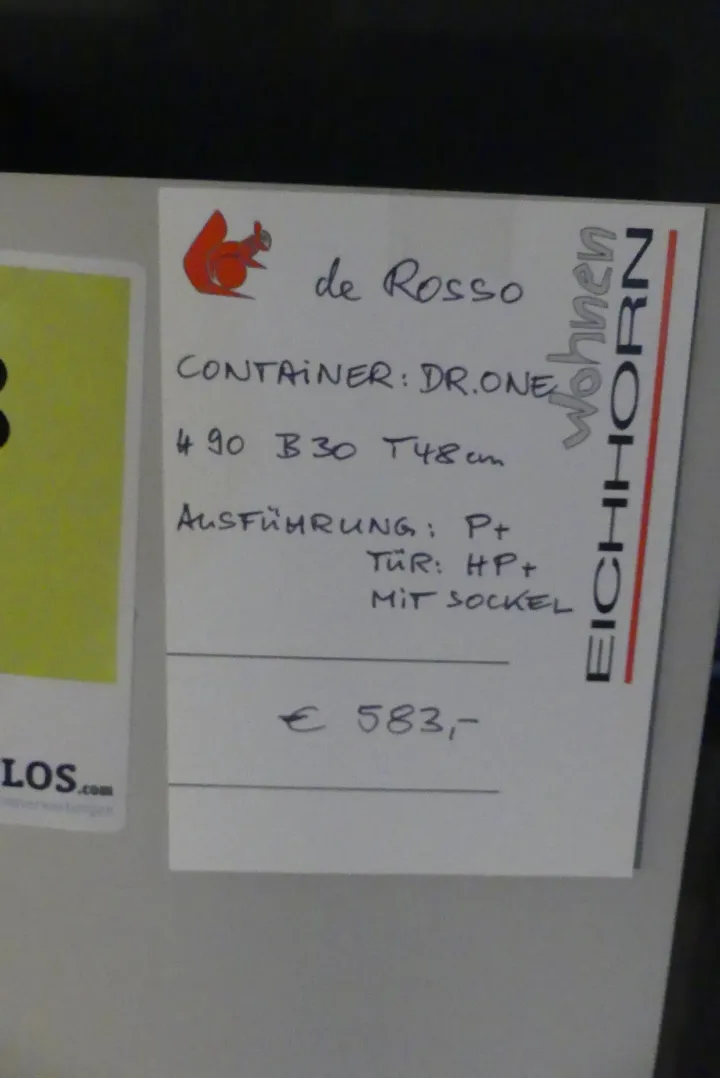 de Rosso
CONTAINER: DR.ONE
H 90 B 30 T 48 cm
AUSFÜHRUNG: P+
TÜR: HP+
MIT SOCKEL
€ 583,-
wohnen
EICHHORN
LOS.com